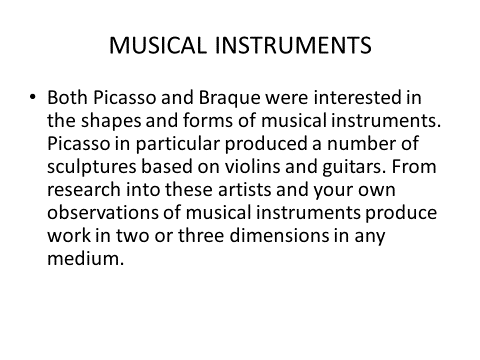 MUSICAL INSTRUMENTS
• Both Picasso and Braque were interested in
the shapes and forms of musical instruments.
Picasso in particular produced a number of
sculptures based on violins and guitars. From
research into these artists and your own
observations of musical instruments produce
work in two or three dimensions in any
medium.